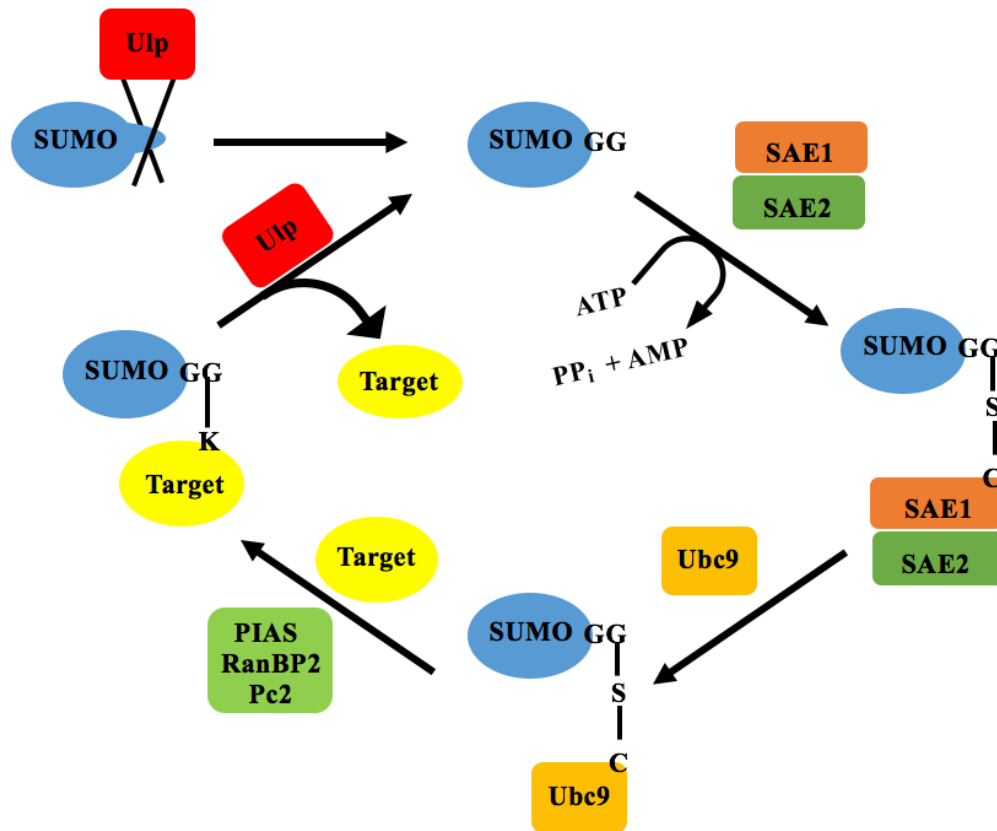 Ulp
SUMO
SUMO GG
SAE1
SAE2
Ulp
ATP
PPi + AMP
SUMO GG
S
C
SAE1
SAE2
SUMO GG
K
Target
Target
Target
Ubc9
PIAS
RanBP2
Pc2
SUMO GG
S
C
Ubc9